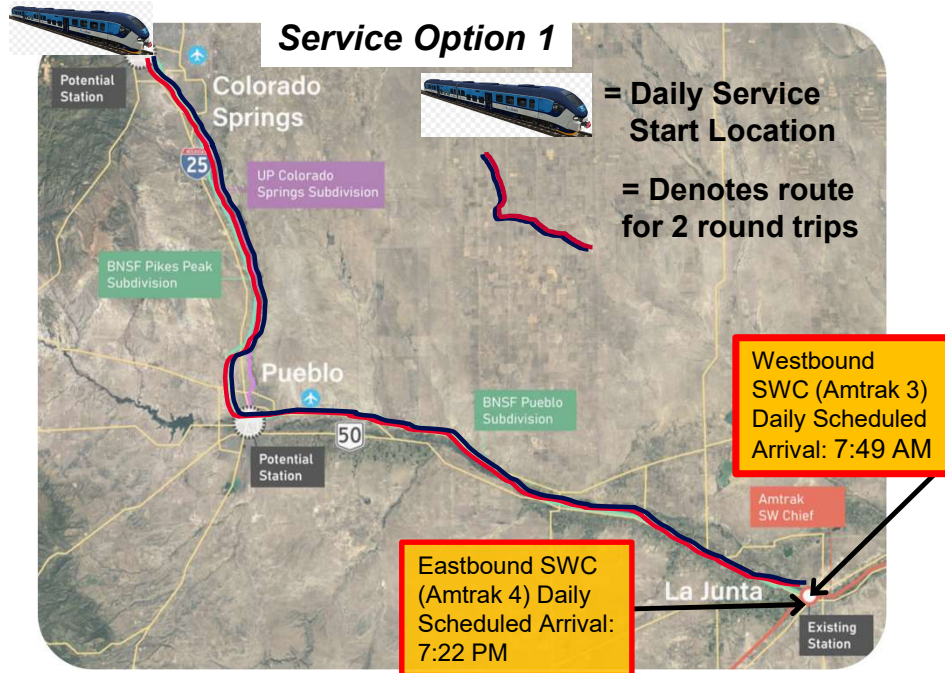 Service Option 1
Potential
Station
Colorado
Springs
= Daily Service
Start Location
INTERSTATE
25
UP Colorado
Springs Subdivision
= Denotes route
for 2 round trips
BNSF Pikes Peak
Subdivision
Pueblo
BNSF Pueblo
Subdivision
50
Potential
Station
Westbound
SWC (Amtrak 3)
Daily Scheduled
Arrival: 7:49 AM
Amtrak
SW Chief
Eastbound SWC
(Amtrak 4) Daily
Scheduled Arrival:
7:22 PM
La Junta
Existing
Station